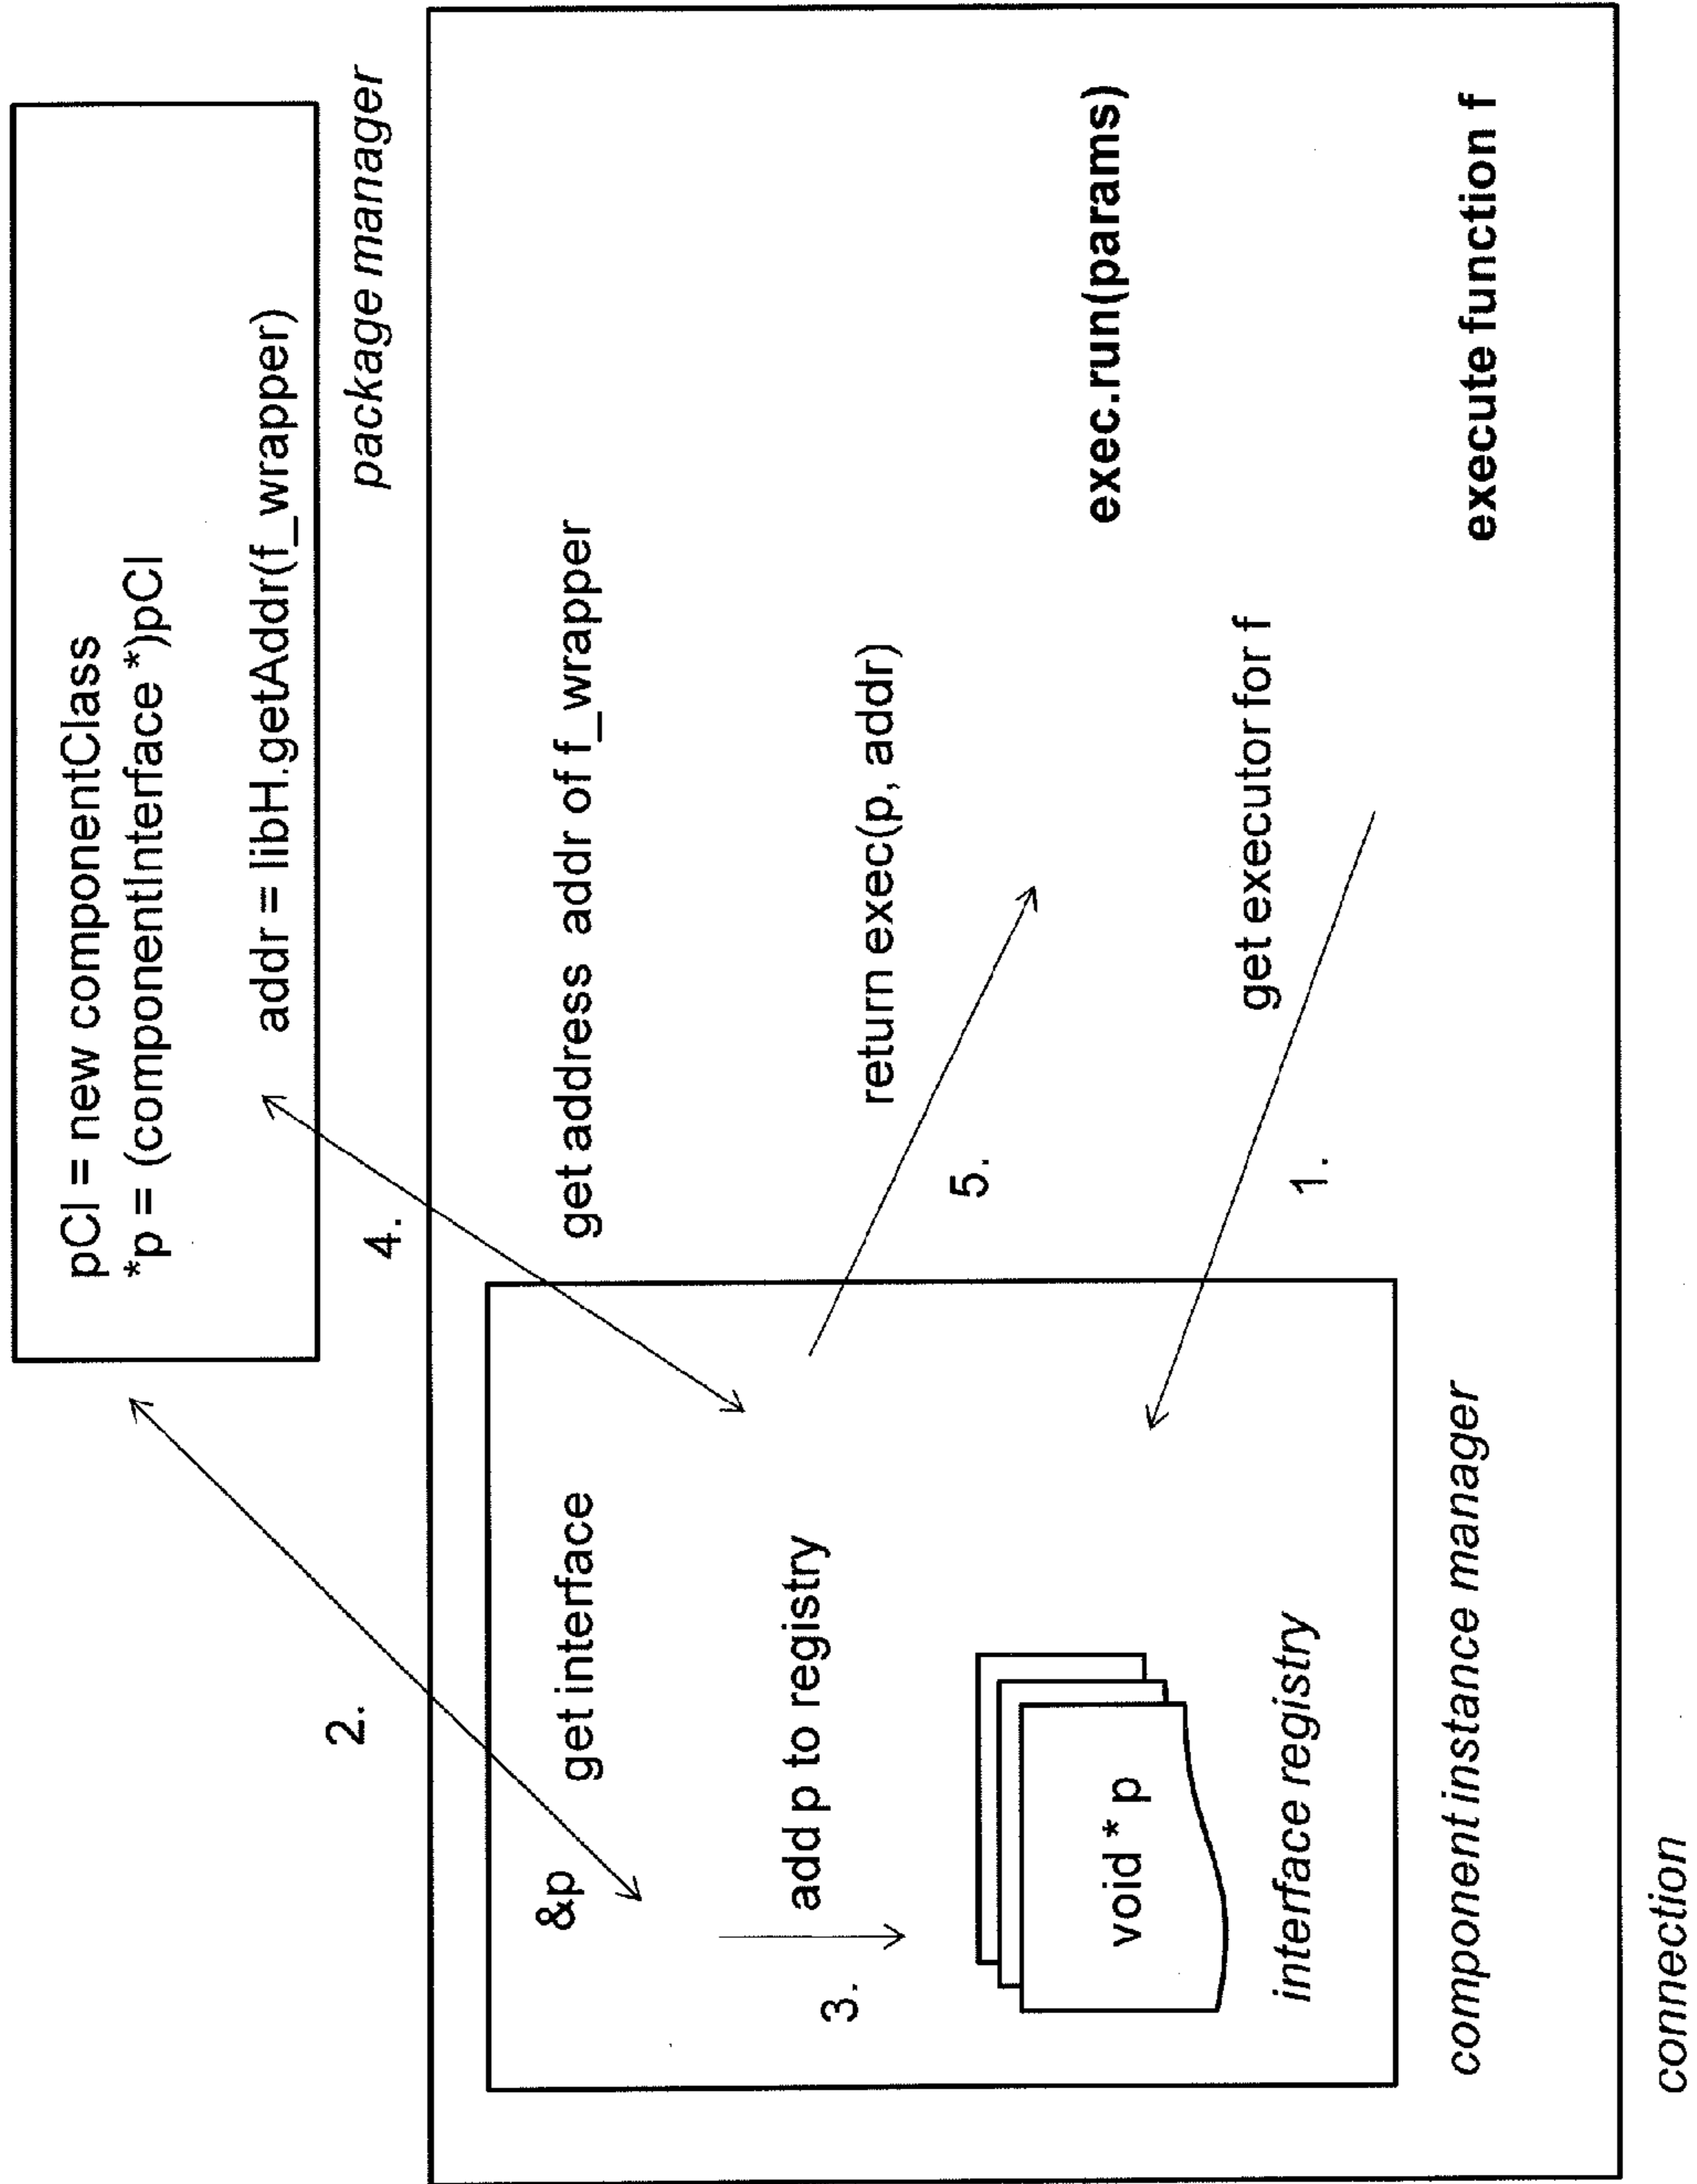 pCI = new componentClass
*p = (componentInterface *)pCI
addr = libH.getAddr(f_wrapper)
package manager
2.
4.
&p
get interface
get address addr of f_wrapper
add p to registry
3.
return exec(p, addr)
5.
void * p
exec.run(params)
interface registry
get executor for f
1.
component instance manager
execute function f
connection